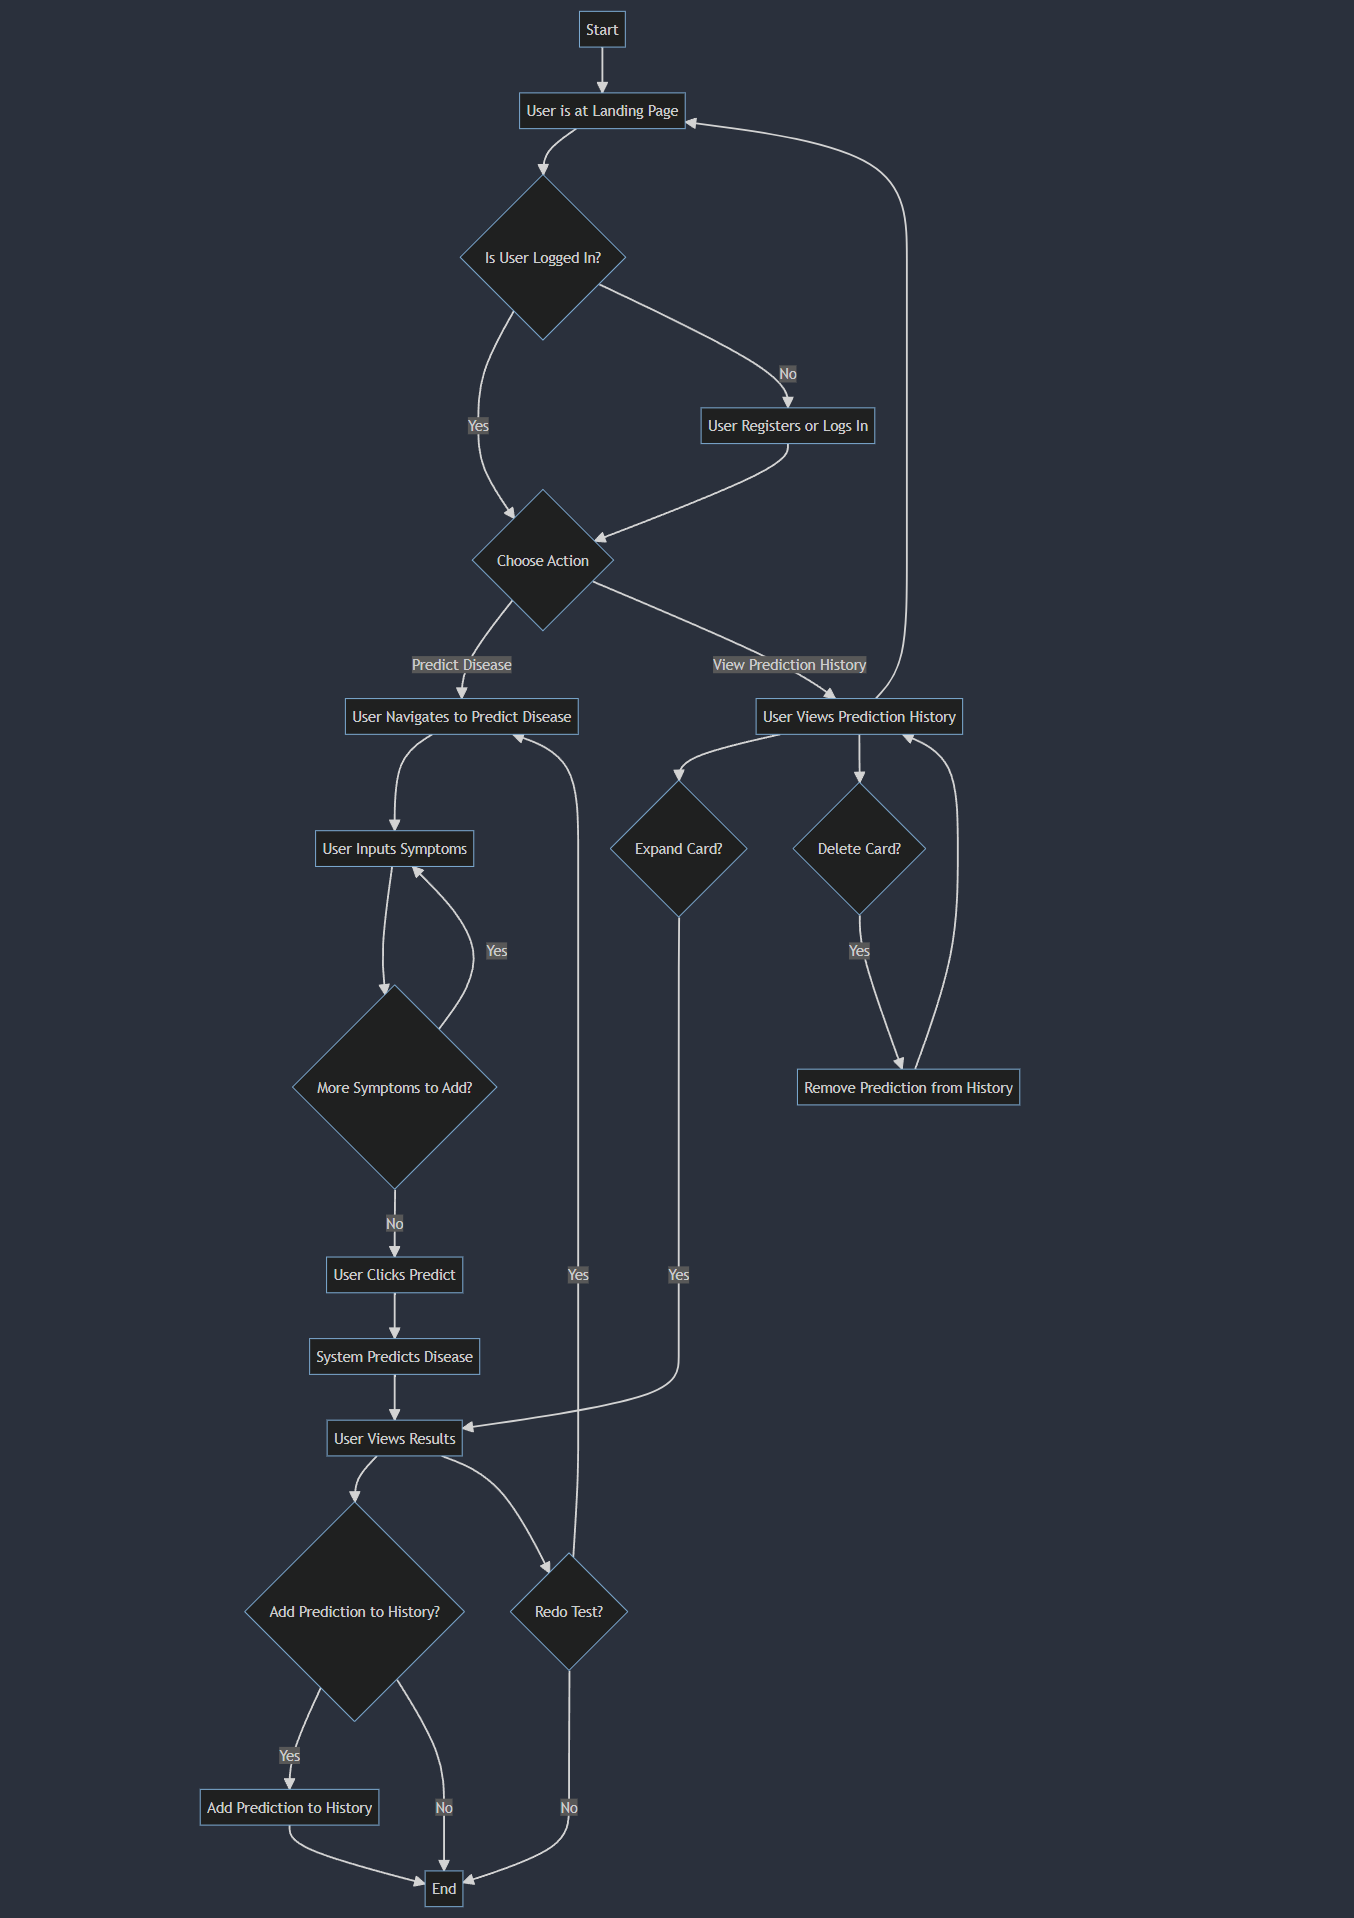 Start
User is at Landing Page
Is User Logged In?
No
Yes
User Registers or Logs In
Choose Action
Predict Disease
View Prediction History
User Navigates to Predict Disease
User Views Prediction History
User Inputs Symptoms
Expand Card?
Delete Card?
Yes
Yes
More Symptoms to Add?
Remove Prediction from History
No
User Clicks Predict
Yes
Yes
System Predicts Disease
User Views Results
Add Prediction to History?
Redo Test?
Yes
Add Prediction to History
No
No
End